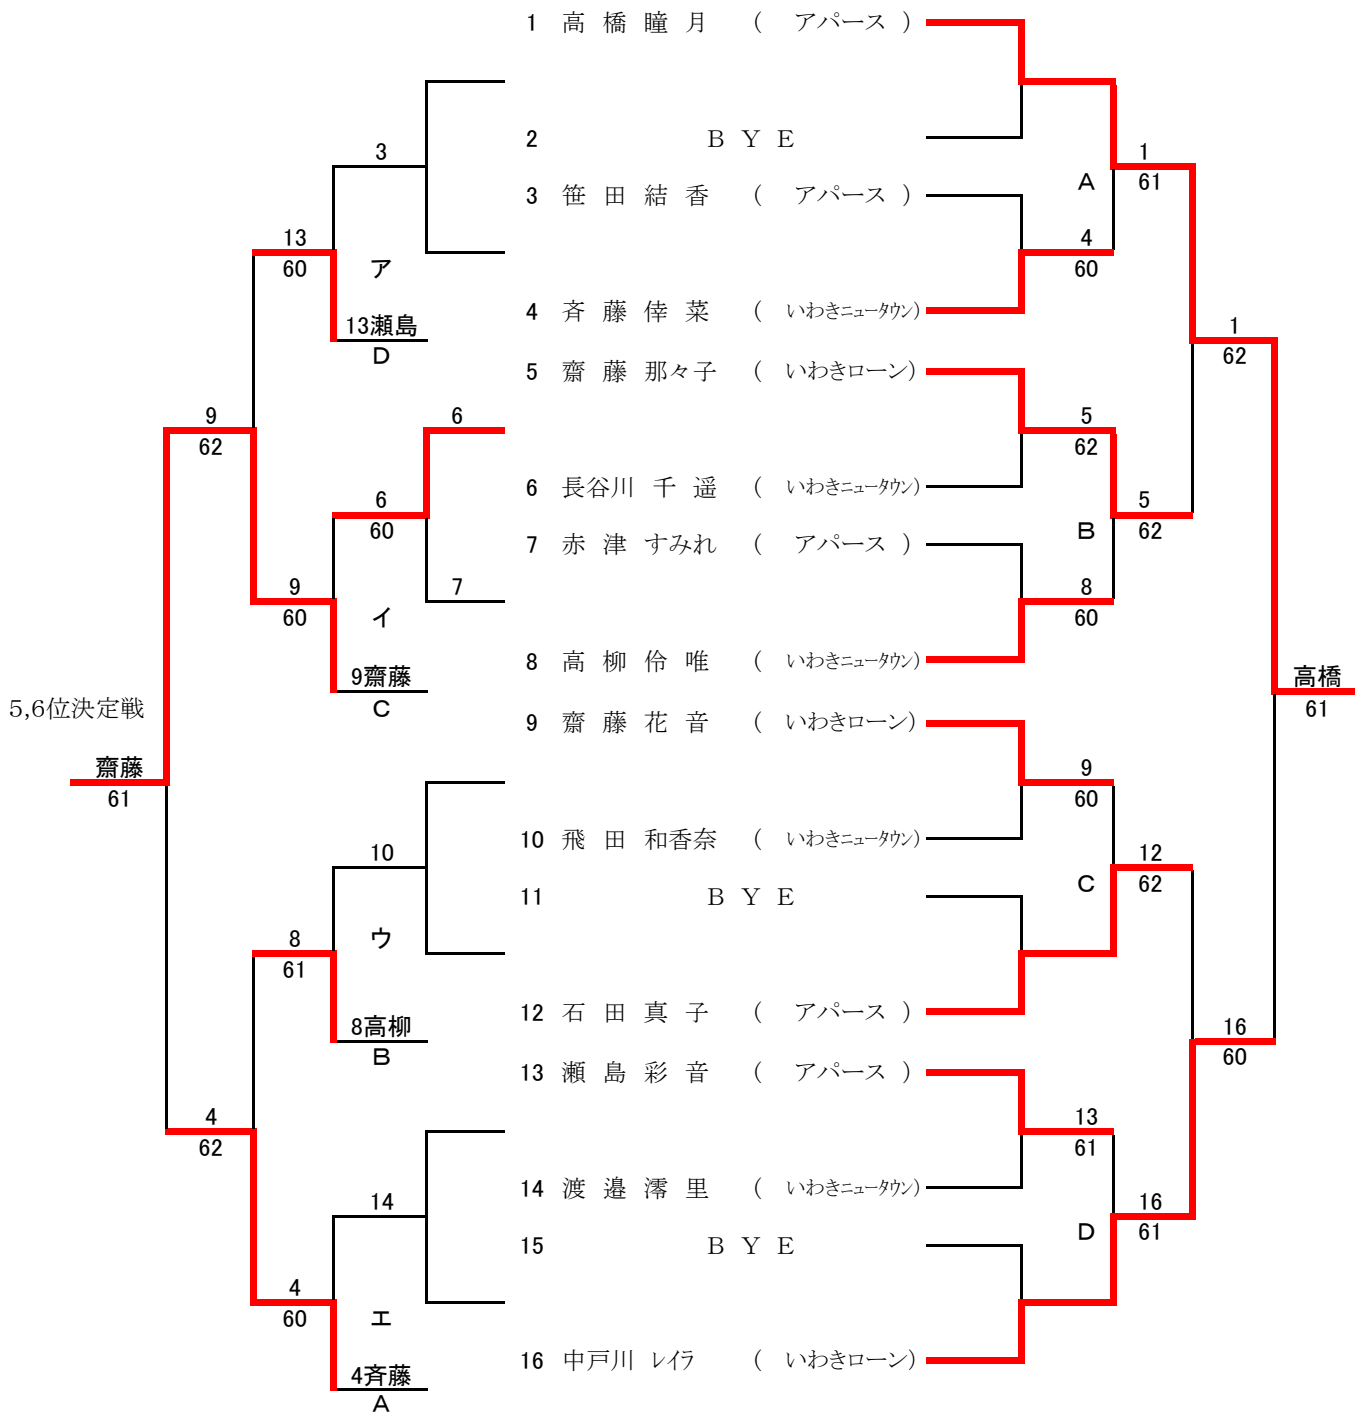 1 高 橋 瞳 月 ( アパース )
2 B Y E
3
1
3 笹 田 結 香 ( アパース )
A
61
13
4
60
ア
60
4 斉 藤 倖 菜 ( いわきニュータウン)
13瀬島
1
D
62
5 齋 藤 那々子 ( いわきローン)
9
6
5
62
62
6 長谷川 千 遥 ( いわきニュータウン)
6
5
60
B
62
7 赤 津 すみれ ( アパース )
9
7
8
60
イ
60
8 高 柳 伶 唯 ( いわきニュータウン)
9齋藤
高橋
5,6位決定戦
C
61
9 齋 藤 花 音 ( いわきローン)
齋藤
9
61
60
10 飛 田 和香奈 ( いわきニュータウン)
10
12
C
62
11 B Y E
8
ウ
61
12 石 田 真 子 ( アパース )
8高柳
16
B
60
13 瀬 島 彩 音 ( アパース )
4
13
62
61
14 渡 邉 澪 里 ( いわきニュータウン)
14
16
D
61
15 B Y E
4
60
エ
16 中戸川 レイラ ( いわきローン)
4斉藤
A